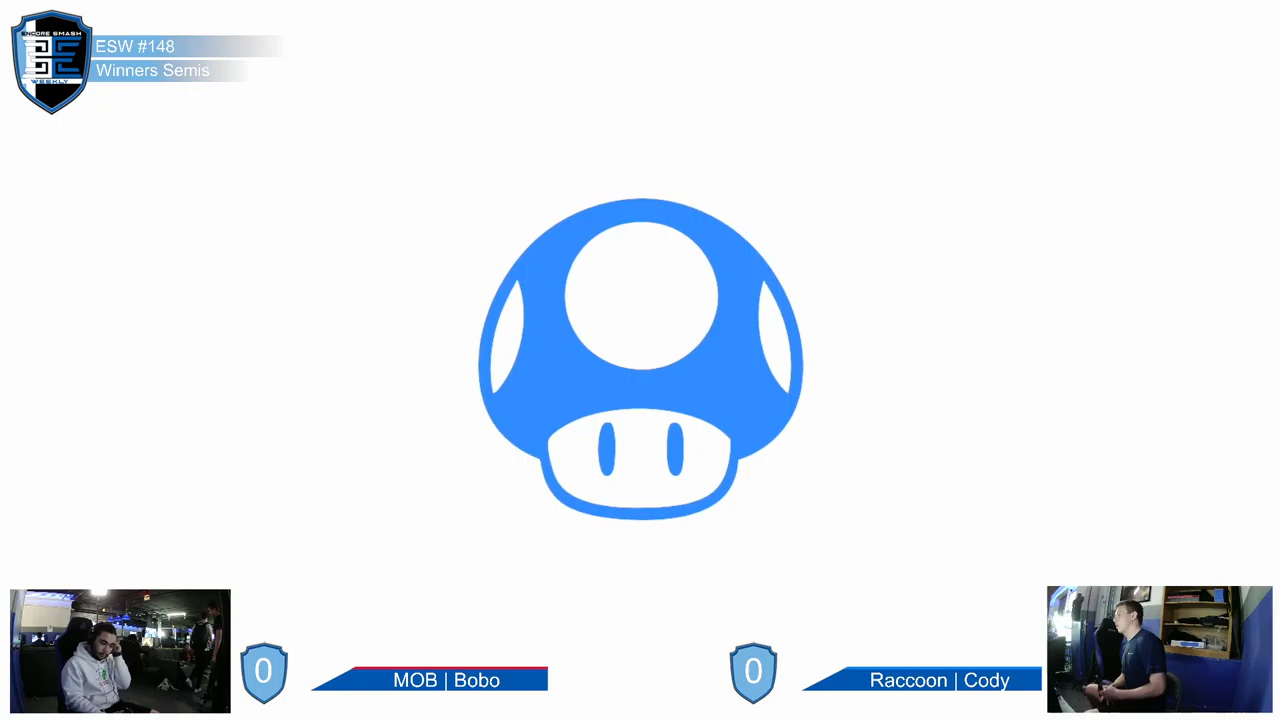 ENCORE SMASH
WEEKLY
ESW #148
Winners Semis
0
MOB | Bobo
0
Raccoon | Cody